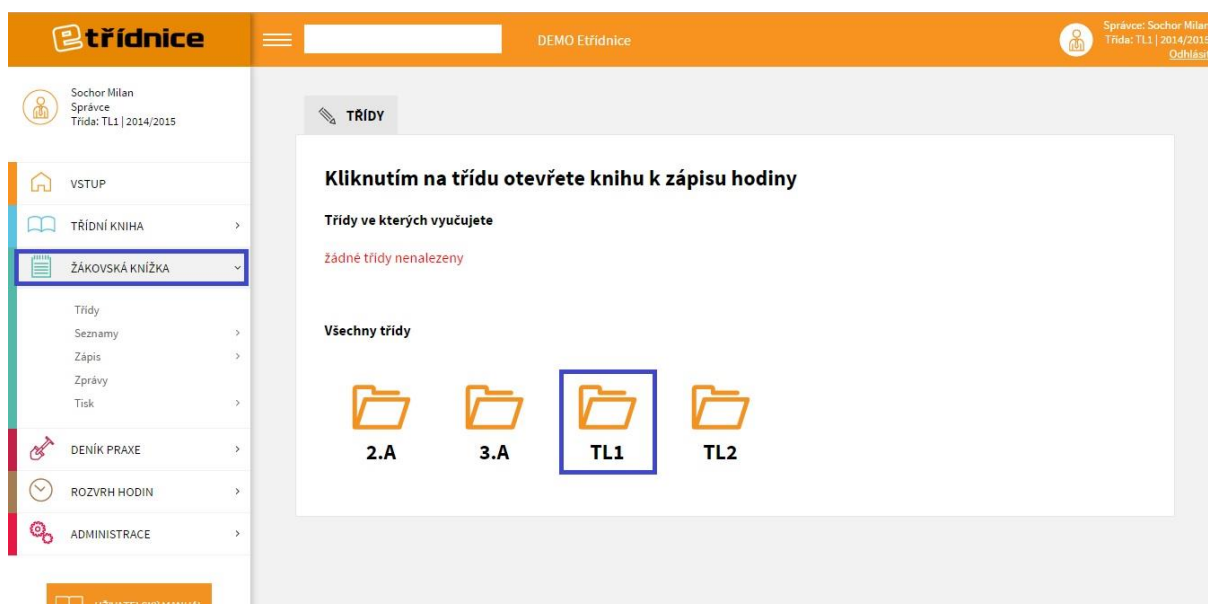 etřídnice
DEMO Etřídnice
Správce: Sochor Milan
Třída: TL1 | 2014/2015
Odhlásit
Sochor Milan
Správce
Třída: TL1 | 2014/2015
VSTUP
TŘÍDNÍ KNIHA
ŽÁKOVSKÁ KNÍŽKA
Třídy
Seznamy
Zápis
Zprávy
Tisk
DENÍK PRAXE
ROZVRH HODIN
ADMINISTRACE
TŘÍDY
Kliknutím na třídu otevřete knihu k zápisu hodiny
Třídy ve kterých vyučujete
žádné třídy nenalezeny
Všechny třídy
2.A 3.A TL1 TL2